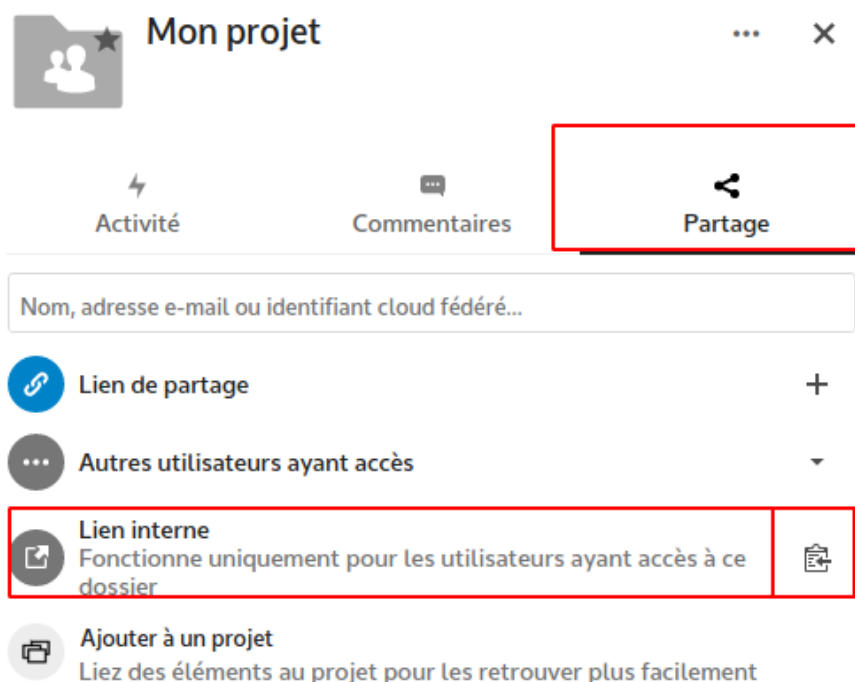 Mon projet
Activité
Commentaires
Partage
Nom, adresse e-mail ou identifiant cloud fédéré...
Lien de partage
Autres utilisateurs ayant accès
Lien interne
Fonctionne uniquement pour les utilisateurs ayant accès à ce
dossier
Ajouter à un projet
Liez des éléments au projet pour les retrouver plus facilement